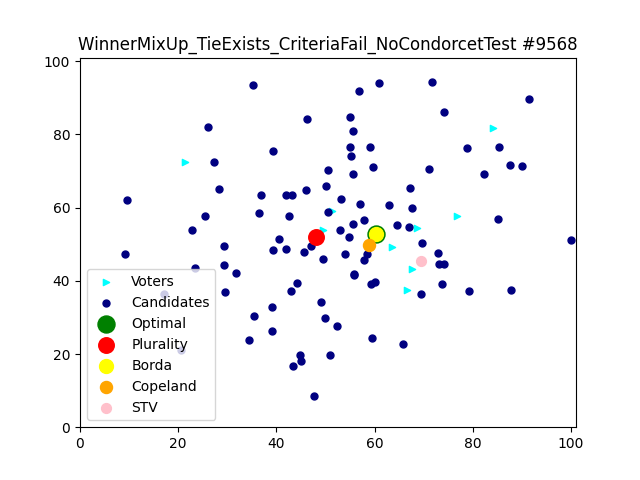 WinnerMixUp_TieExists_CriteriaFail_NoCondorcetTest #9568
100
80
60
40
20
0
Voters
Candidates
Optimal
Plurality
Borda
Copeland
STV
0 20 40 60 80 100